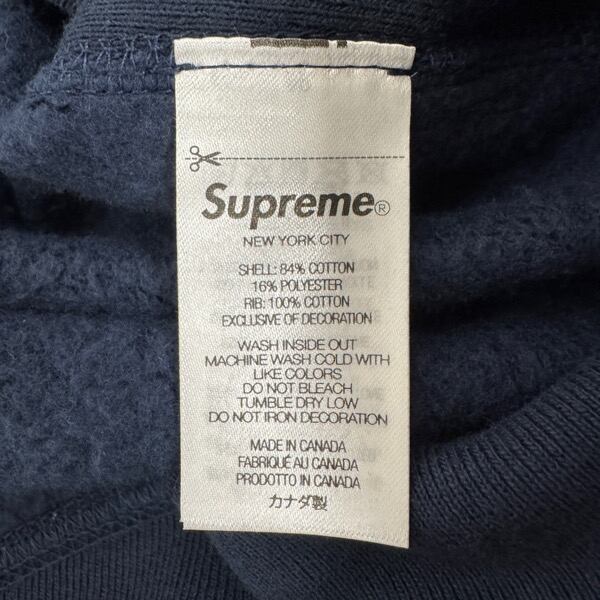 Supreme®
NEW YORK CITY
SHELL: 84% COTTON
16% POLYESTER
RIB: 100% COTTON
EXCLUSIVE OF DECORATION
WASH INSIDE OUT
MACHINE WASH COLD WITH
LIKE COLORS
DO NOT BLEACH
TUMBLE DRY LOW
DO NOT IRON DECORATION
MADE IN CANADA
FABRIQUÉ AU CANADA
PRODOTTO IN CANADA
カナダ製